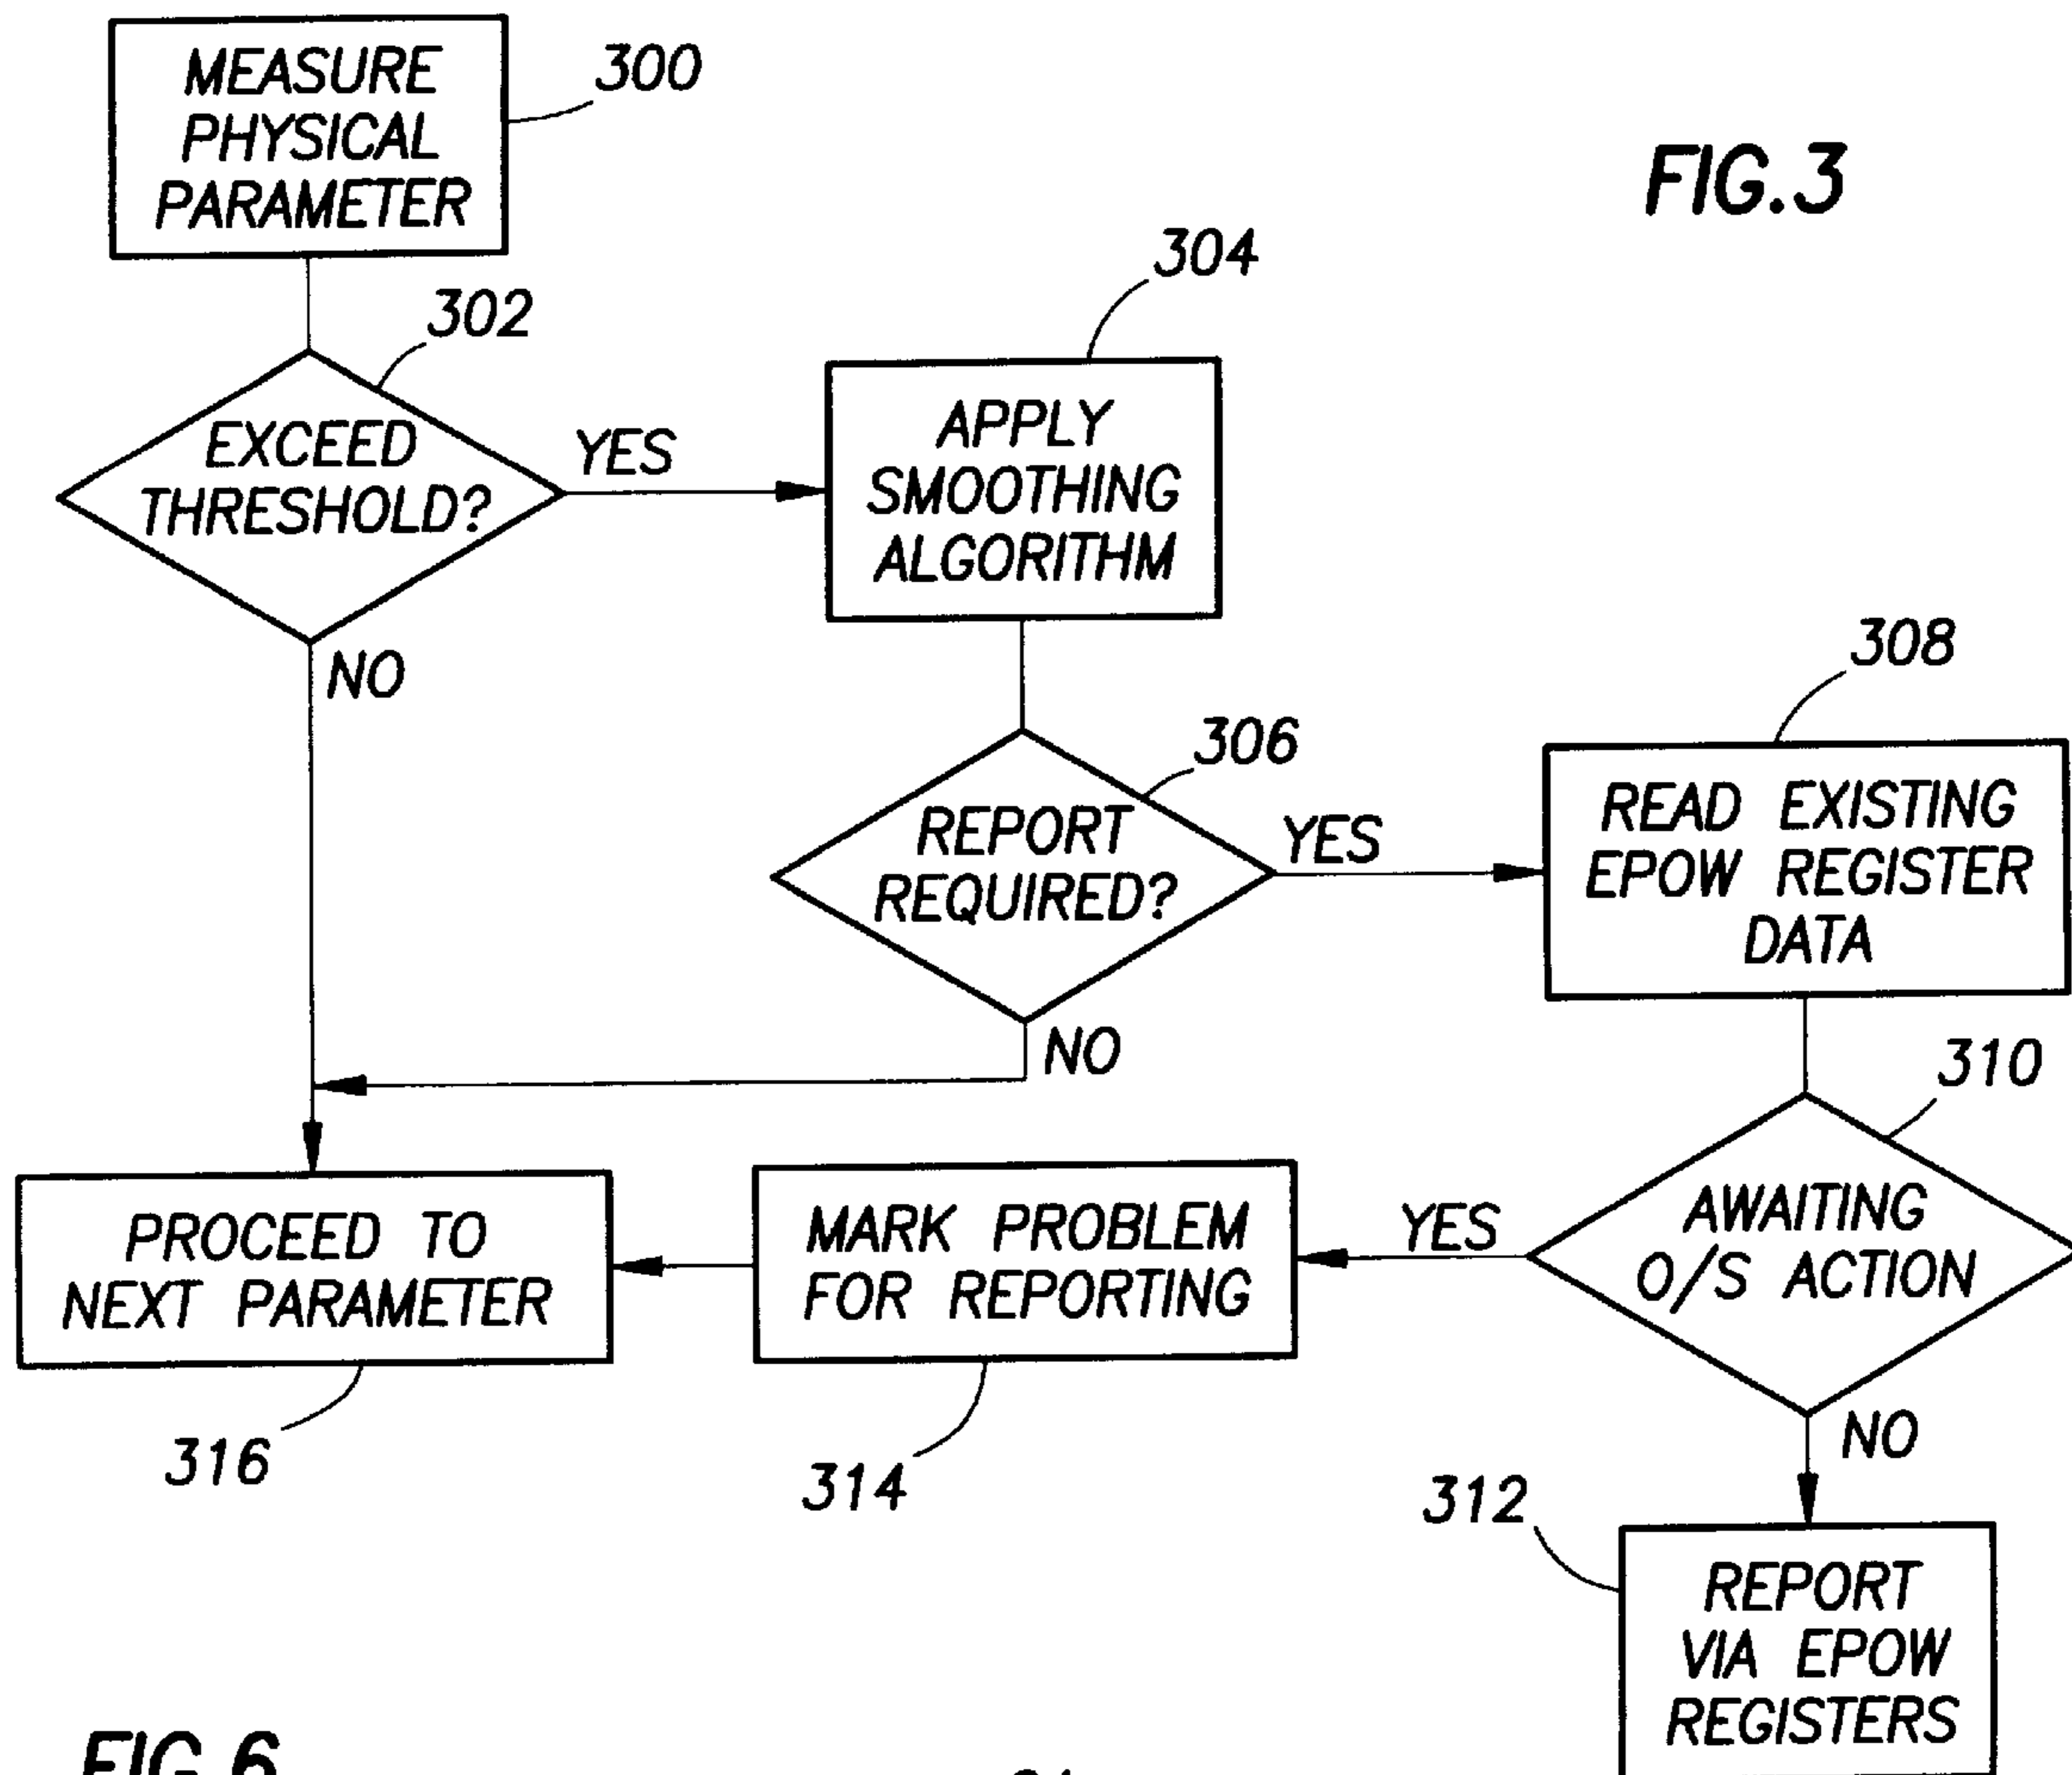 MEASURE
PHYSICAL
PARAMETER
300
FIG.3
302
EXCEED
THRESHOLD?
YES
NO
304
APPLY
SMOOTHING
ALGORITHM
306
REPORT
REQUIRED?
YES
NO
308
READ EXISTING
EPOW REGISTER
DATA
310
AWAITING
O/S ACTION
YES
NO
MARK PROBLEM
FOR REPORTING
314
PROCEED TO
NEXT PARAMETER
316
312
REPORT
VIA EPOW
REGISTERS
FIG.6